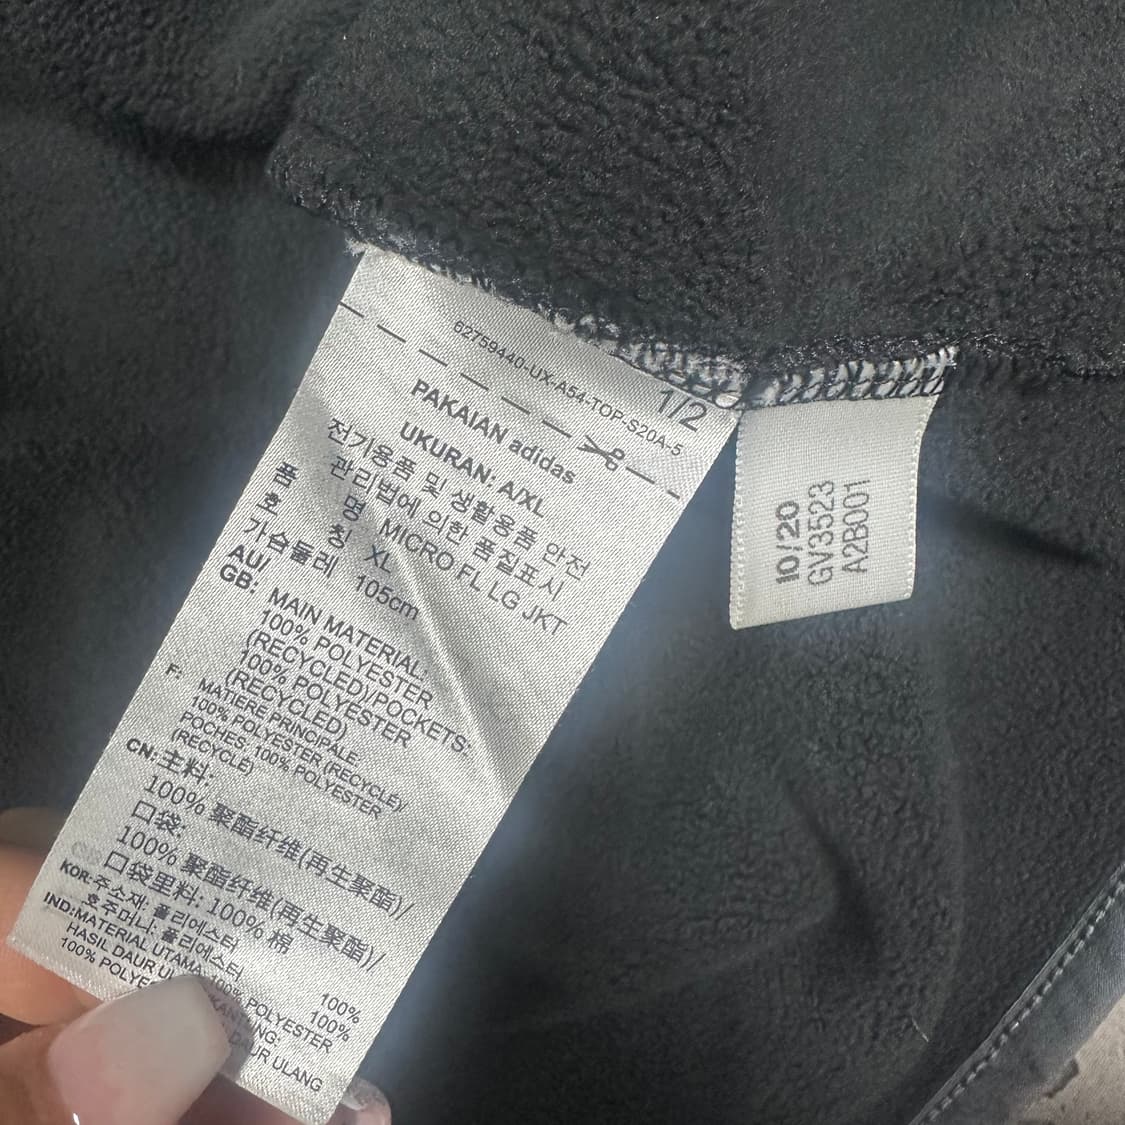 62759440-UX-A54-TOP-S20A-5
1/2
PAKAIAN adidas
UKURAN: A/XL
전기용품 및 생활용품 안전
관리법에 의한 품질표시
품 명 MICRO FL LG JKT
호 칭 XL
가슴둘레 105cm
AU/
GB: MAIN MATERIAL:
100% POLYESTER
(RECYCLED)/POCKETS:
100% POLYESTER
(RECYCLED)
F: MATIERE PRINCIPALE
100% POLYESTER (RECYCLÉ)/
POCHES: 100% POLYESTER
(RECYCLÉ)
CN: 主料:
100% 聚酯纤维(再生聚酯)/
口袋:
100% 聚酯纤维(再生聚酯)/
口袋里料: 100% 棉
KOR: 주소재: 폴리에스터 100%
호주머니: 폴리에스터 100%
IND: MATERIAL UTAMA: 100% POLYESTER
HASIL DAUR
100%
DAUR ULANG
10/20
GV3523
A2B001